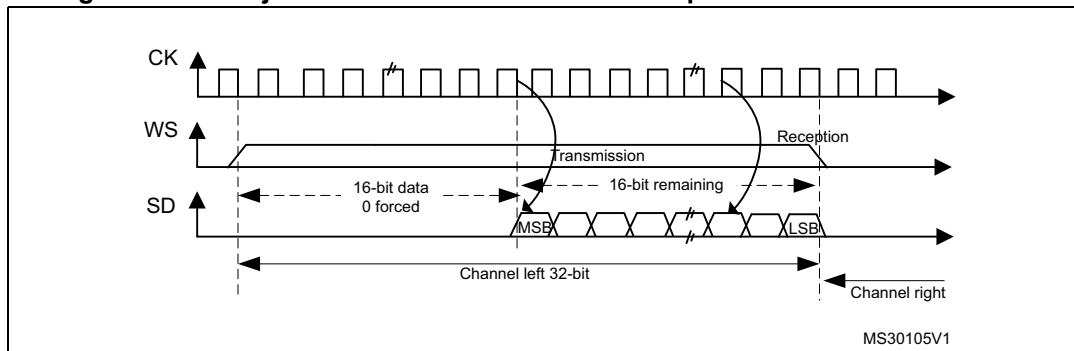 CK
WS
Reception
Transmission
16-bit data
0 forced
16-bit remaining
SD
MSB
LSB
Channel left 32-bit
Channel right
MS30105V1